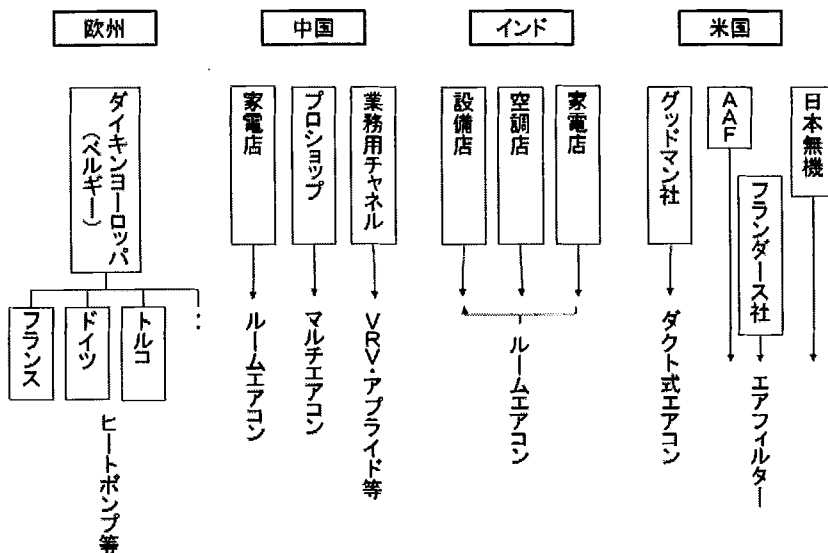 欧州
中国
インド
米国
ダイキンヨーロッパ
（ベルギー）
フランス
ドイツ
トルコ
：
ヒートポンプ等
家電店
プロショップ
業務用チャネル
ルームエアコン
マルチエアコン
VRV・アプライド等
設備店
空調店
家電店
ルームエアコン
グッドマン社
AAF
フランダース社
日本無機
ダクト式エアコン
エアフィルター